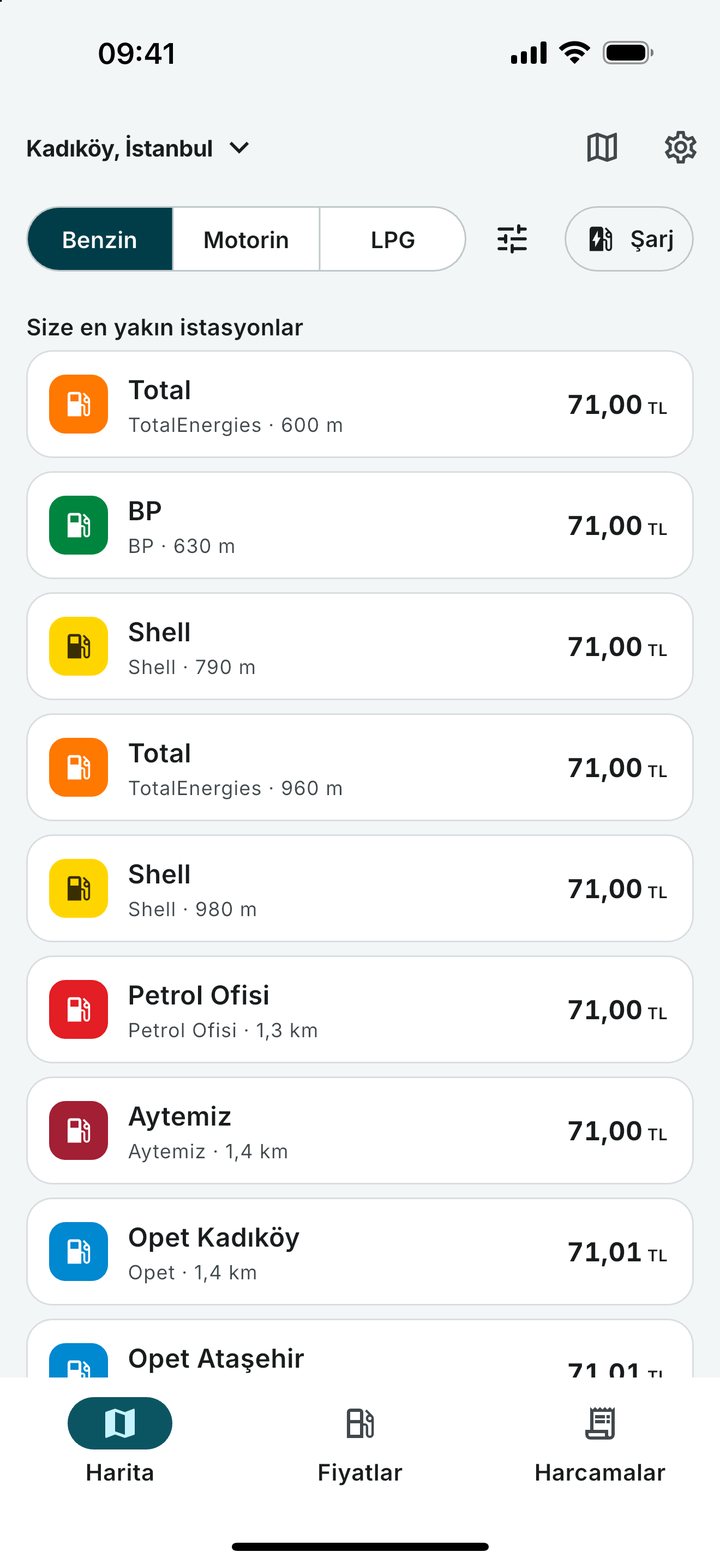 09:41
Kadıköy, İstanbul
Benzin Motorin LPG Şarj
Size en yakın istasyonlar
Total
TotalEnergies · 600 m
71,00 TL
BP
BP · 630 m
71,00 TL
Shell
Shell · 790 m
71,00 TL
Total
TotalEnergies · 960 m
71,00 TL
Shell
Shell · 980 m
71,00 TL
Petrol Ofisi
Petrol Ofisi · 1,3 km
71,00 TL
Aytemiz
Aytemiz · 1,4 km
71,00 TL
Opet Kadıköy
Opet · 1,4 km
71,01 TL
Opet Ataşehir
71,01 TL
Harita Fiyatlar Harcamalar